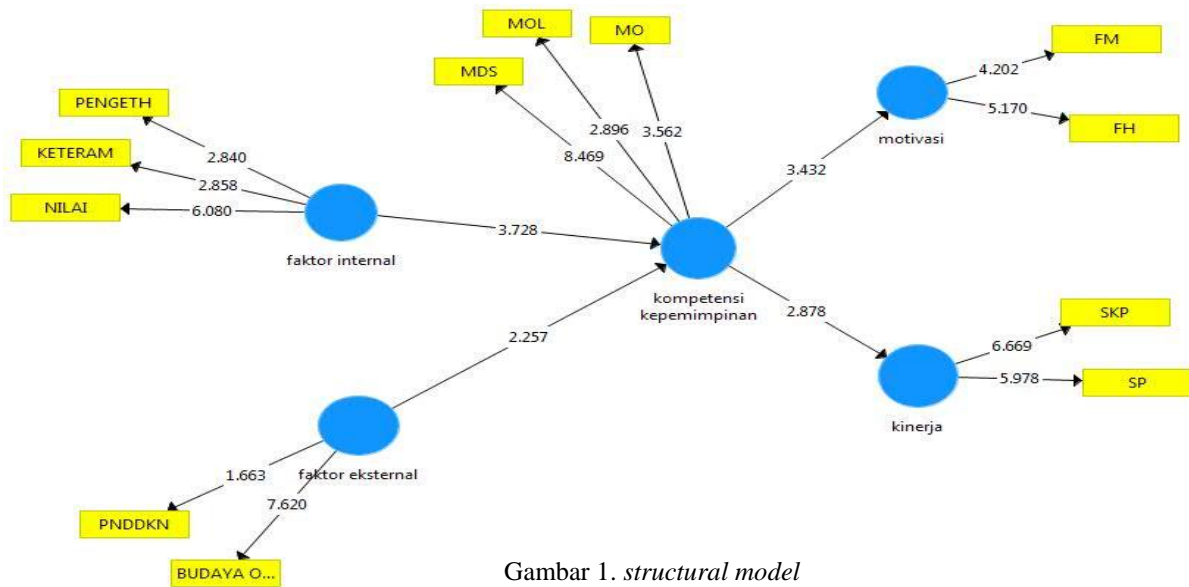 MOL
MO
FM
MDS
4.202
PENGETH
5.170
FH
2.896
3.562
motivasi
KETERAM
2.840
8.469
2.858
3.432
NILAI
6.080
3.728
faktor internal
kompetensi
kepemimpinan
2.878
SKP
2.257
6.669
5.978
SP
kinerja
faktor eksternal
1.663
7.620
PNDDKN
BUDAYA O...
Gambar 1. structural model